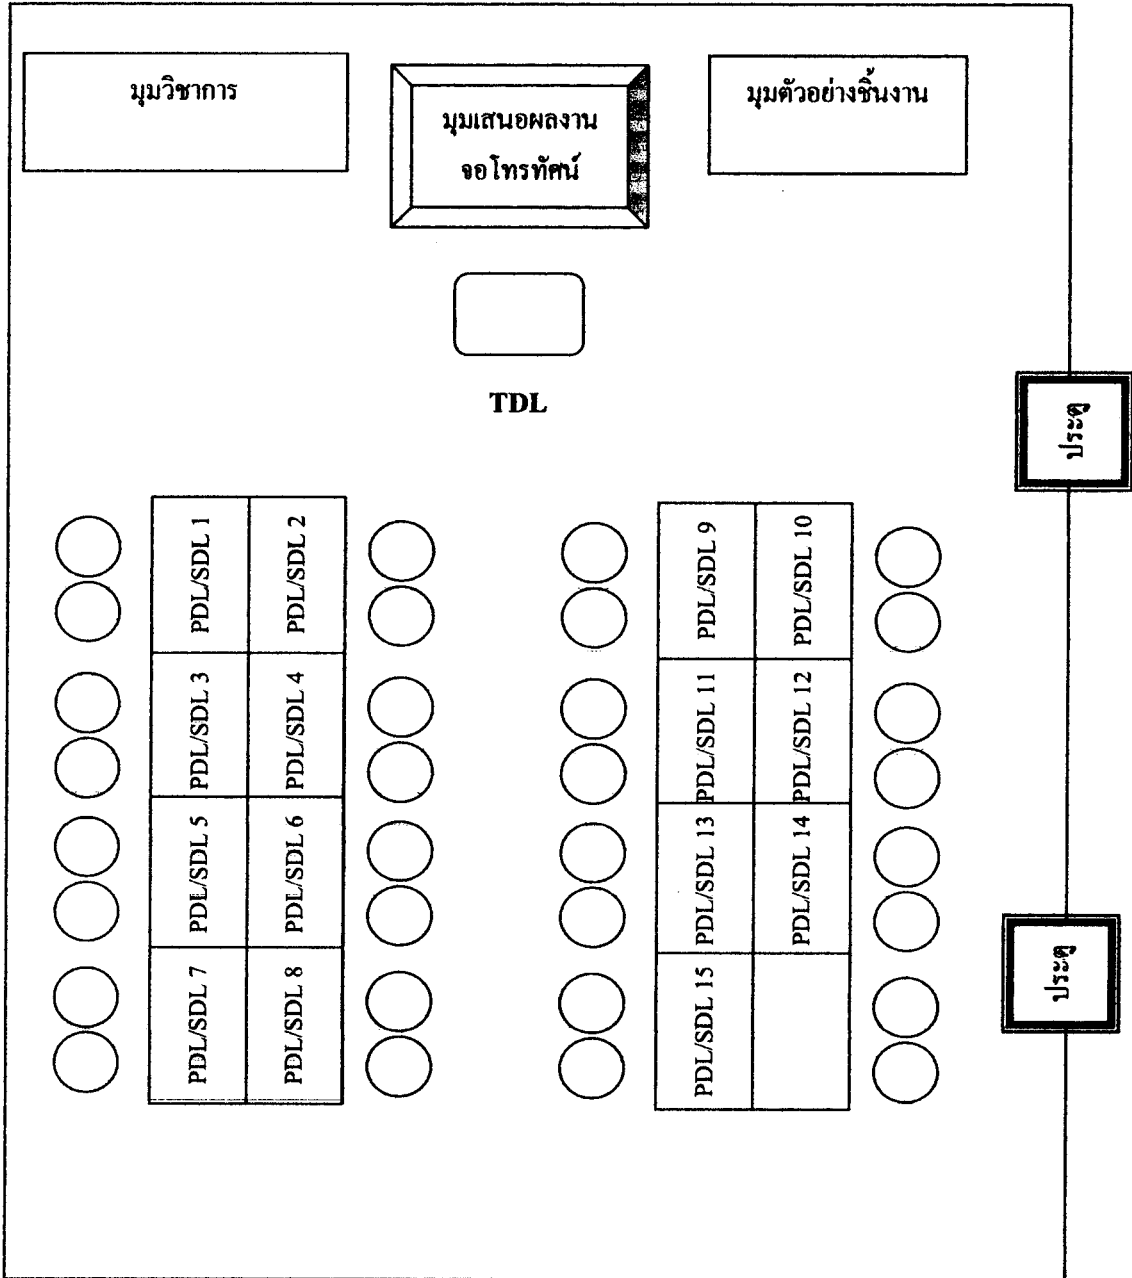 มุมวิชาการ
มุมเสนอผลงาน
จอโทรทัศน์
มุมตัวอย่างชิ้นงาน
TDL
ประตู
PDL/SDL 1
PDL/SDL 2
PDL/SDL 3
PDL/SDL 4
PDL/SDL 5
PDL/SDL 6
PDL/SDL 7
PDL/SDL 8
PDL/SDL 9
PDL/SDL 10
PDL/SDL 11
PDL/SDL 12
PDL/SDL 13
PDL/SDL 14
PDL/SDL 15
ประตู